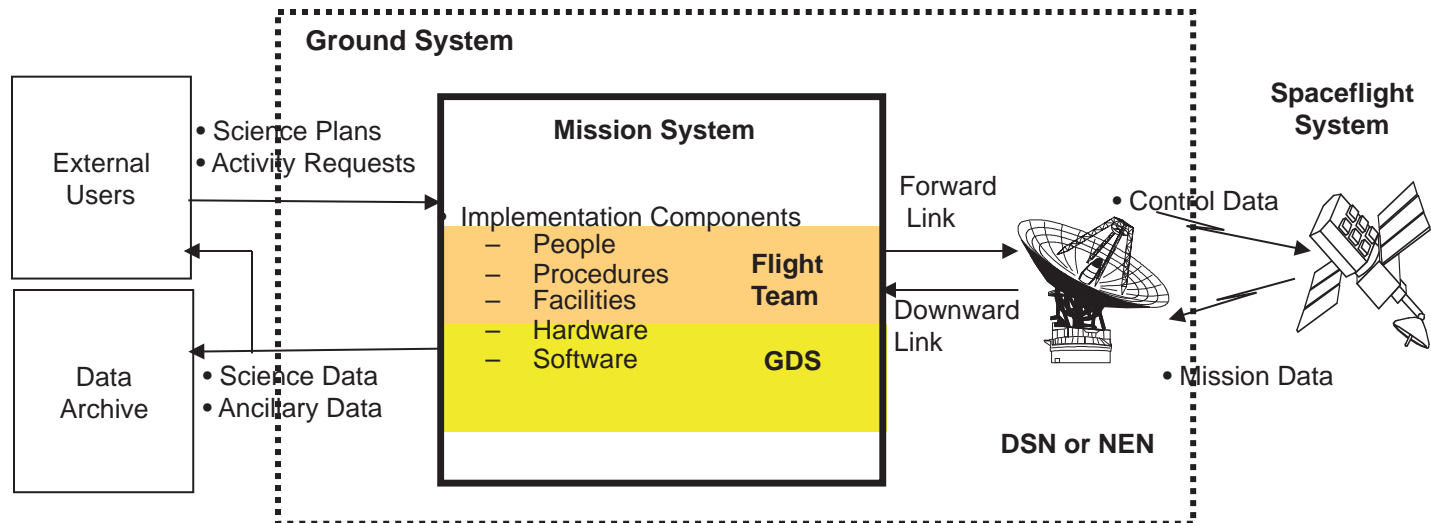 Ground System
Spaceflight
System
Mission System
• Science Plans
• Activity Requests
External
Users
Forward
Link
• Control Data
• Implementation Components
– People
– Procedures
– Facilities
– Hardware
– Software
Flight
Team
GDS
Downward
Link
• Science Data
• Ancillary Data
Data
Archive
• Mission Data
DSN or NEN